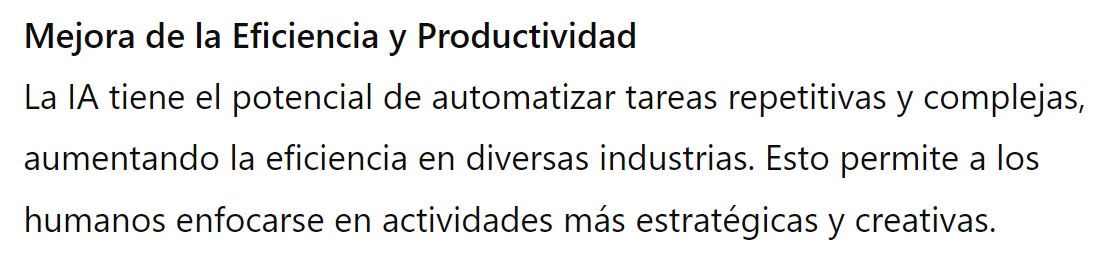 Mejora de la Eficiencia y Productividad
La IA tiene el potencial de automatizar tareas repetitivas y complejas,
aumentando la eficiencia en diversas industrias. Esto permite a los
humanos enfocarse en actividades más estratégicas y creativas.